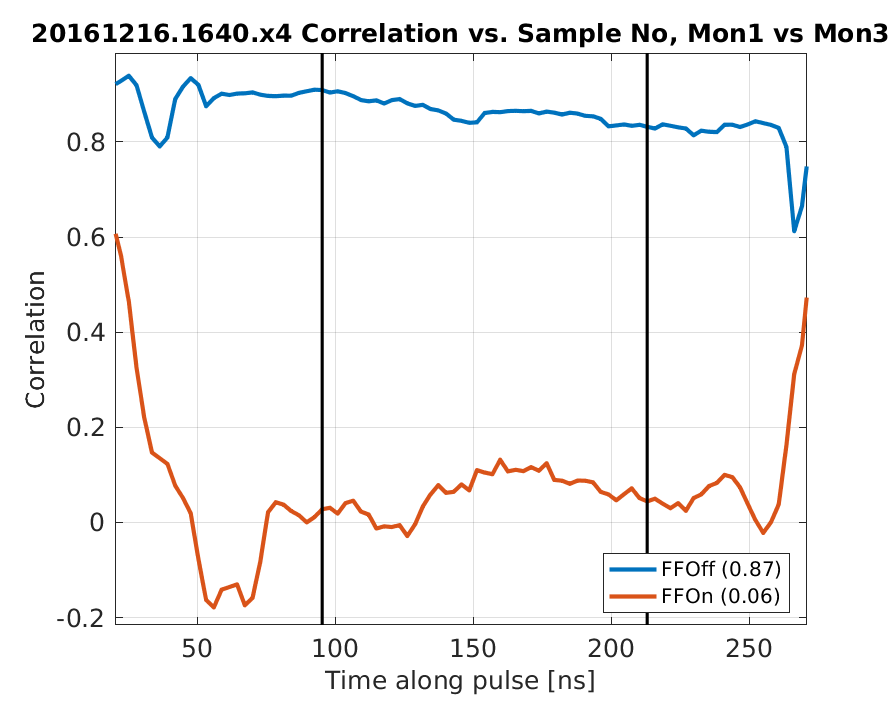 20161216.1640.x4 Correlation vs. Sample No, Mon1 vs Mon3
Correlation
0.8
0.6
0.4
0.2
0
-0.2
FFOff (0.87)
FFOn (0.06)
50 100 150 200 250
Time along pulse [ns]